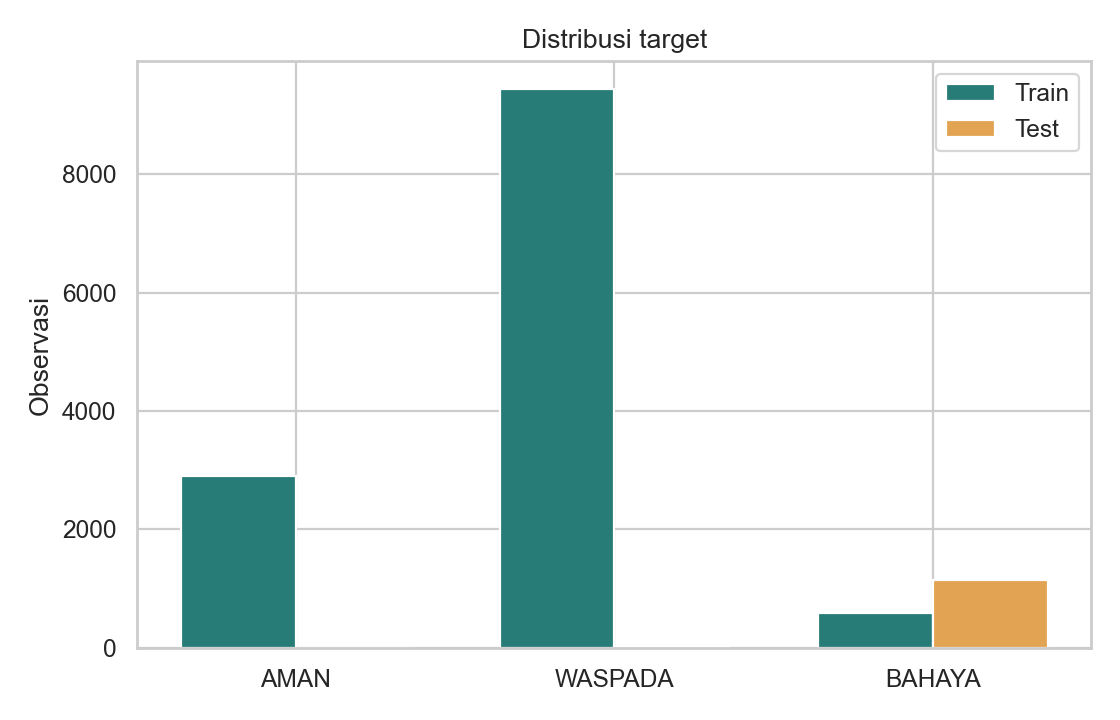 Distribusi target
Train
Test
Observasi
8000
6000
4000
2000
0
AMAN
WASPADA
BAHAYA